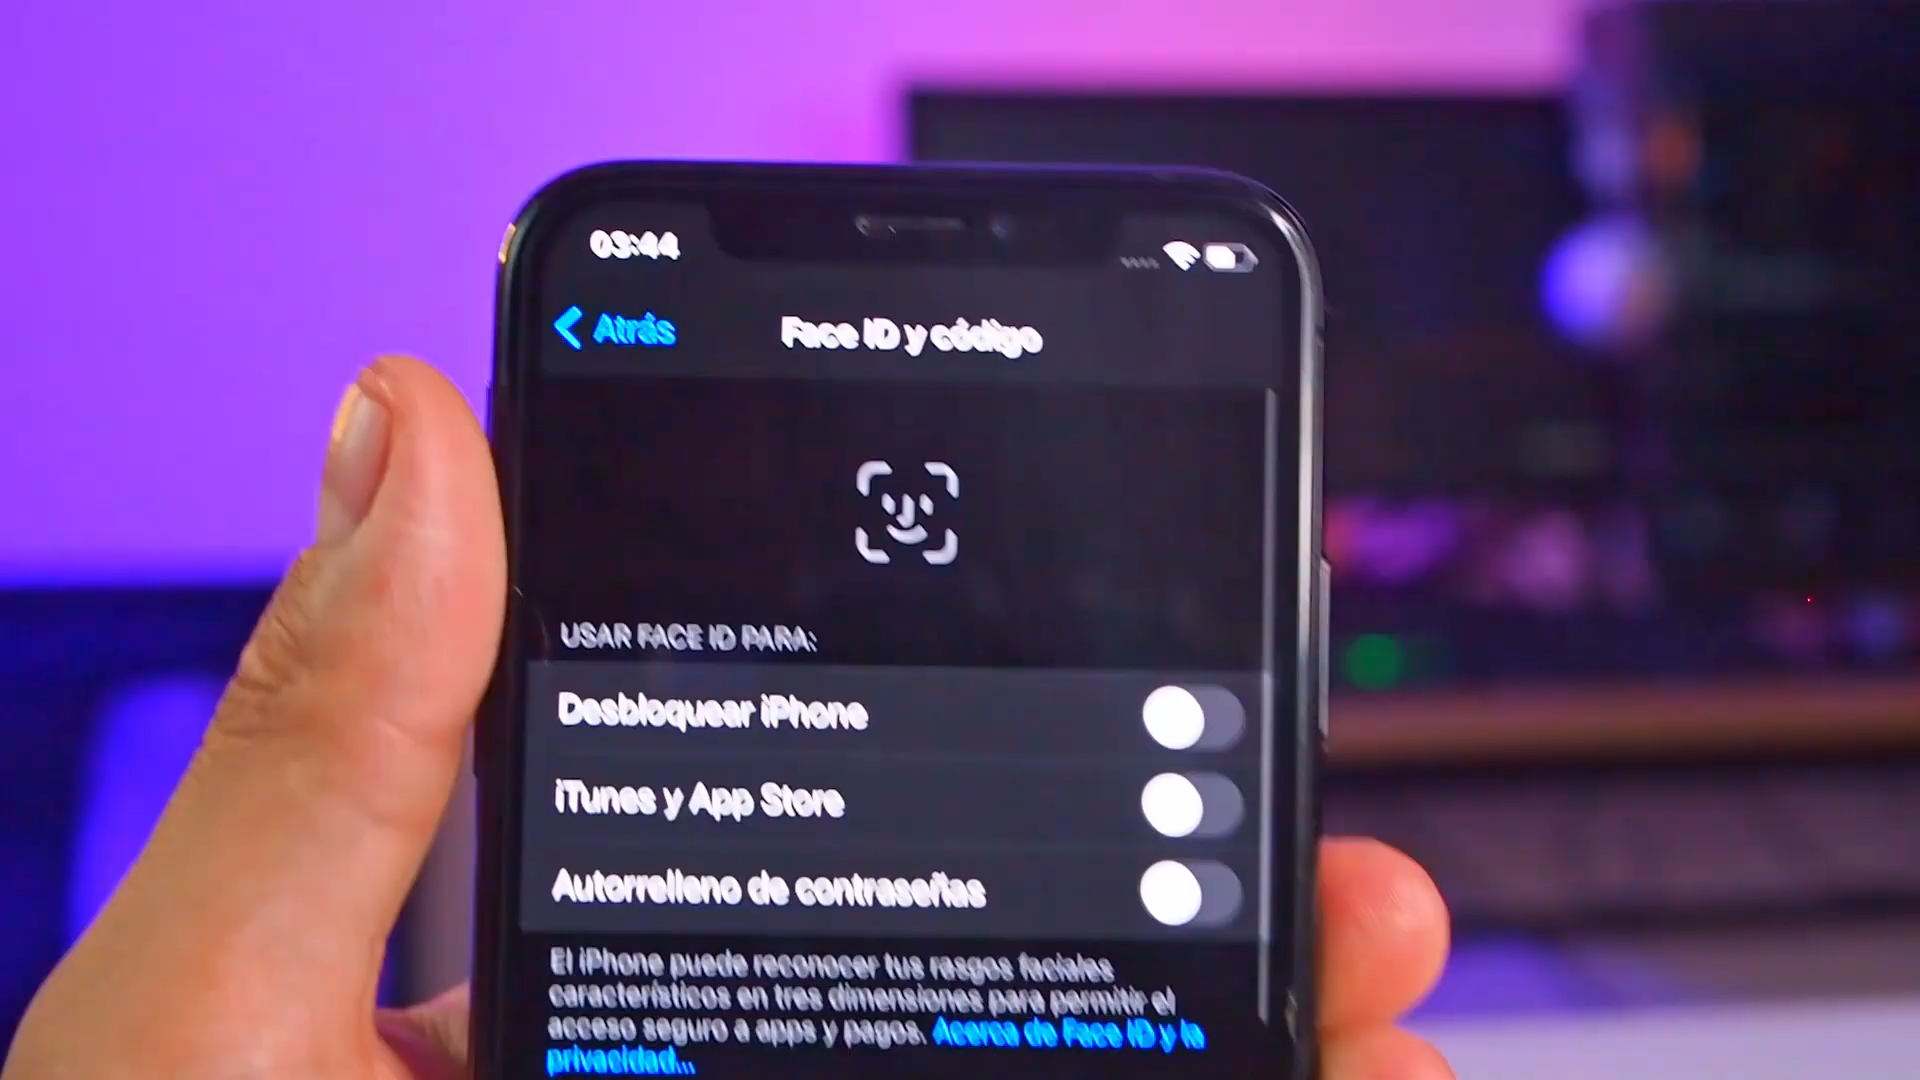 03:44
Atrás
Face ID y código
USAR FACE ID PARA:
Desbloquear iPhone
iTunes y App Store
Autorrelleno de contraseñas
El iPhone puede reconocer tus rasgos faciales
característicos en tres dimensiones para permitir el
acceso seguro a apps y pagos. Acerca de Face ID y la
privacidad...